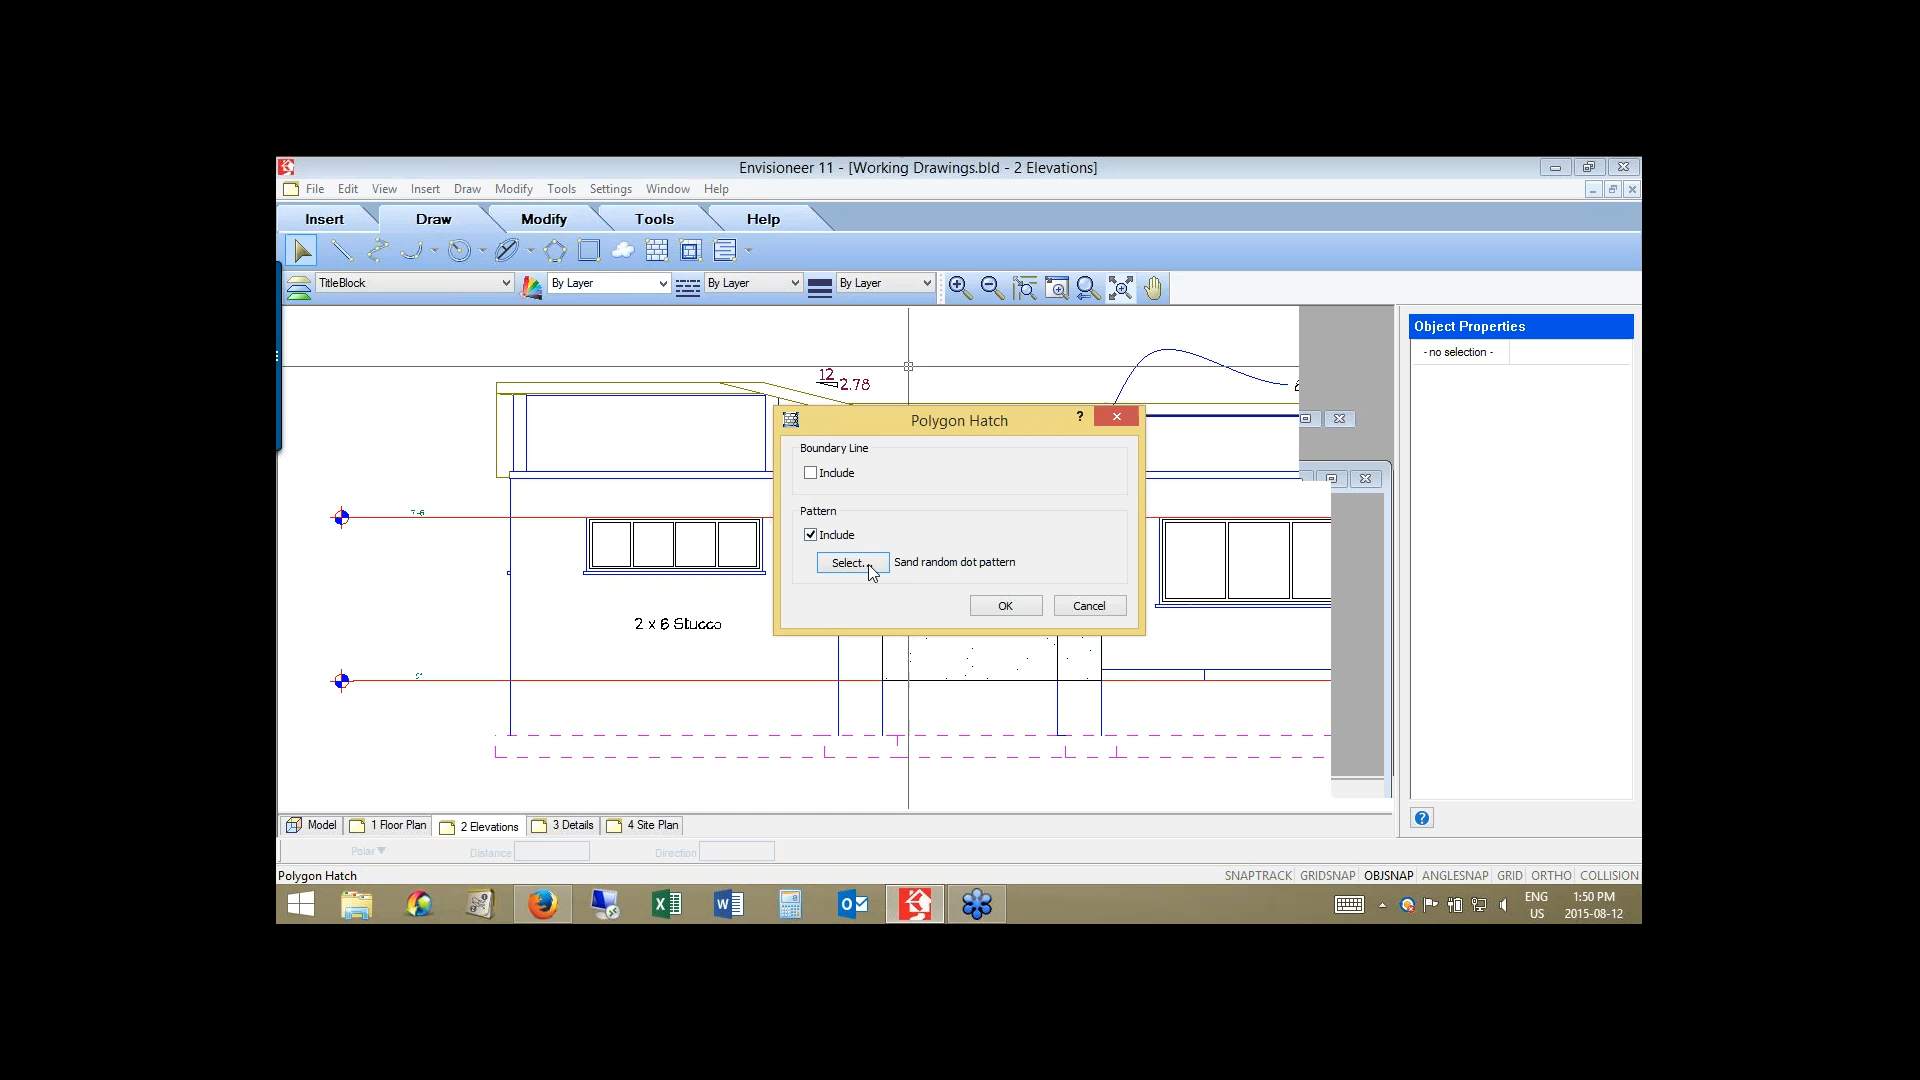 Envisioneer 11 - [Working Drawings.bld - 2 Elevations]
File Edit View Insert Draw Modify Tools Settings Window Help
Insert Draw Modify Tools Help
TitleBlock By Layer By Layer By Layer
Object Properties
- no selection -
12
2.78
Polygon Hatch
?
Boundary Line
Include
Pattern
Include
Select... Sand random dot pattern
OK Cancel
7'-6
2 x 6 Stucco
Model 1 Floor Plan 2 Elevations 3 Details 4 Site Plan
Polar Distance Direction
Polygon Hatch SNAPTRACK GRIDSNAP OBJSNAP ANGLESNAP GRID ORTHO COLLISION
ENG 1:50 PM
US 2015-08-12